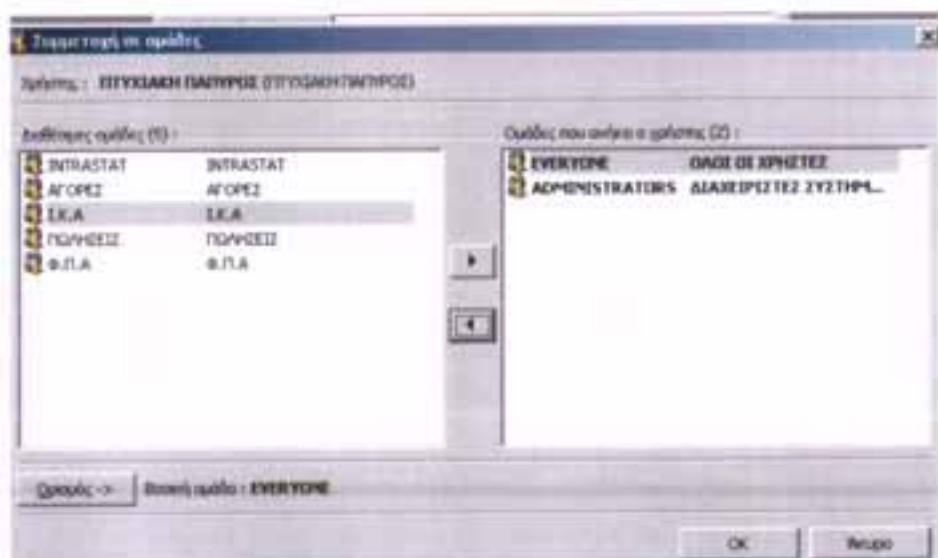 Συμμετοχή σε ομάδες
Χρήστης : ΠΤΥΧΙΑΚΗ ΠΑΠΥΡΟΣ (ΠΤΥΧΙΑΚΗ ΠΑΠΥΡΟΣ)
Διαθέσιμες ομάδες (5) :
INTRASTAT INTRASTAT
ΑΓΟΡΕΣ ΑΓΟΡΕΣ
Ι.Κ.Α Ι.Κ.Α
ΠΩΛΗΣΕΙΣ ΠΩΛΗΣΕΙΣ
Φ.Π.Α Φ.Π.Α
Ομάδες που ανήκει ο χρήστης (2) :
EVERYONE ΟΛΟΙ ΟΙ ΧΡΗΣΤΕΣ
ADMINISTRATORS ΔΙΑΧΕΙΡΙΣΤΕΣ ΣΥΣΤΗΜ...
Ορισμός -> Βασική ομάδα : EVERYONE
OK Άκυρο